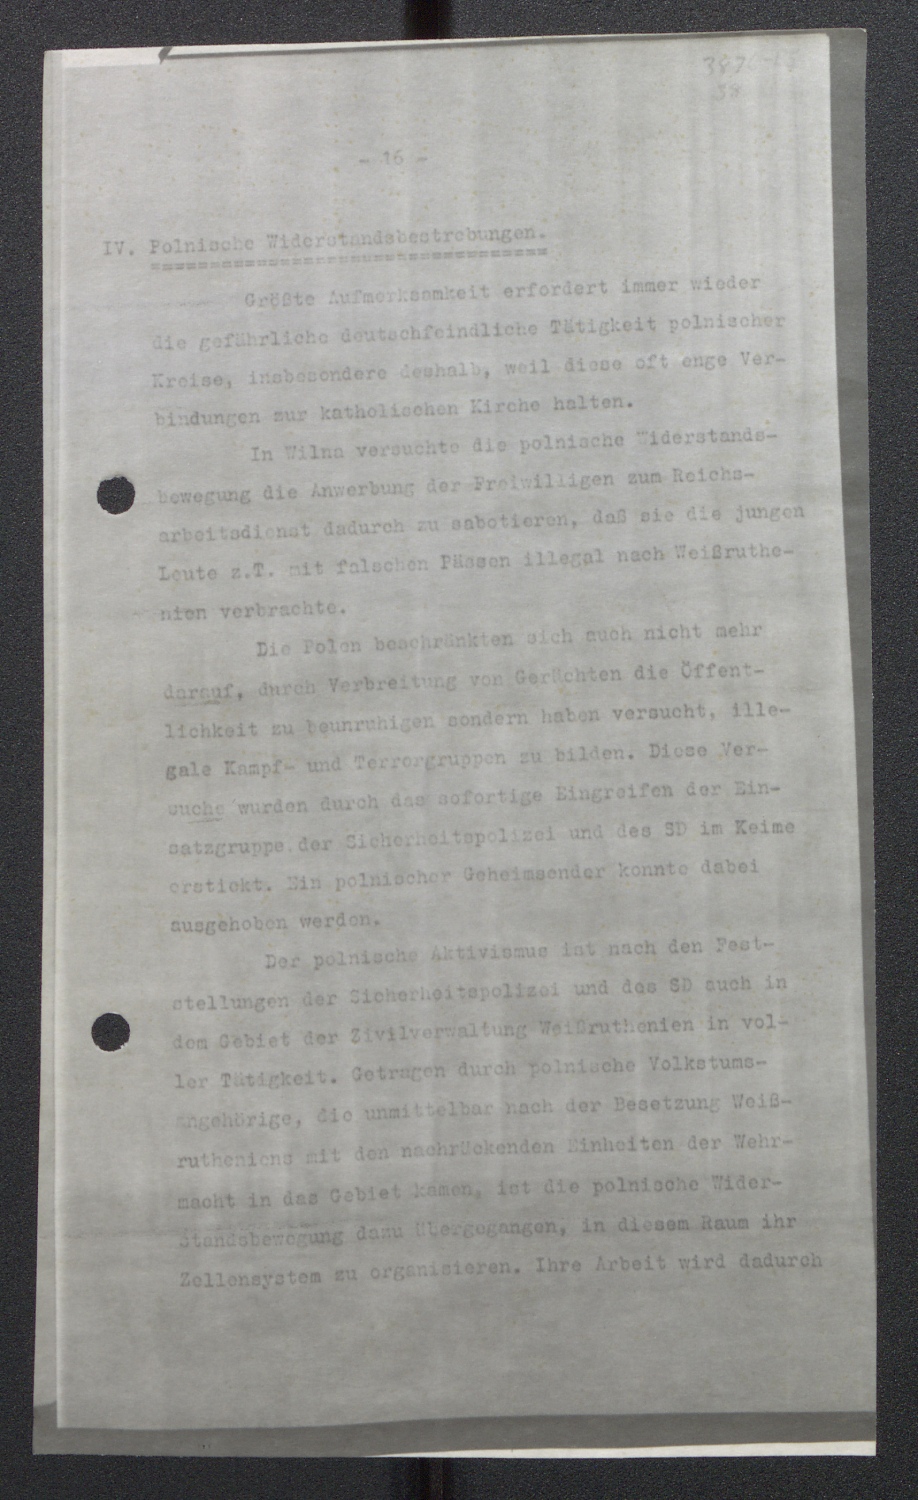 - 16 -
IV. Polnische Widerstandsbestrebungen.
Größte Aufmerksamkeit erfordert immer wieder
die gefährliche deutschfeindliche Tätigkeit polnischer
Kreise, insbesondere deshalb, weil diese oft enge Ver-
bindungen zur katholischen Kirche halten.
In Wilna versuchte die polnische Widerstands-
bewegung die Anwerbung der Freiwilligen zum Reichs-
arbeitsdienst dadurch zu sabotieren, daß sie die jungen
Leute z.T. mit falschen Pässen illegal nach Weißruthe-
nien verbrachte.
Die Polen beschränkten sich auch nicht mehr
darauf, durch Verbreitung von Gerüchten die Öffent-
lichkeit zu beunruhigen sondern haben versucht, ille-
gale Kampf- und Terrorgruppen zu bilden. Diese Ver-
suche wurden durch das sofortige Eingreifen der Ein-
satzgruppe der Sicherheitspolizei und des SD im Keime
erstickt. Ein polnischer Geheimsender konnte dabei
ausgehoben werden.
Der polnische Aktivismus ist nach den Fest-
stellungen der Sicherheitspolizei und des SD auch in
dem Gebiet der Zivilverwaltung Weißruthenien in vol-
ler Tätigkeit. Getragen durch polnische Volkstums-
angehörige, die unmittelbar nach der Besetzung Weiß-
rutheniens mit den nachrückenden Einheiten der Wehr-
macht in das Gebiet kamen, ist die polnische Wider-
standsbewegung dazu übergegangen, in diesem Raum ihr
Zellensystem zu organisieren. Ihre Arbeit wird dadurch